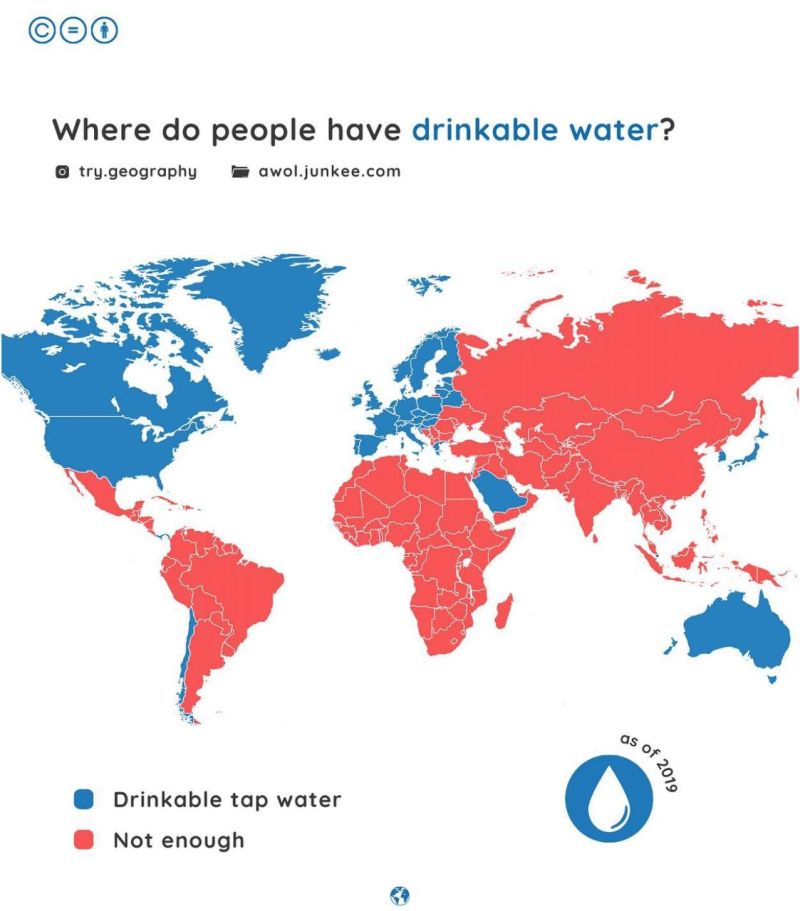 Where do people have drinkable water?
try.geography awol.junkee.com
as of 2019
Drinkable tap water
Not enough